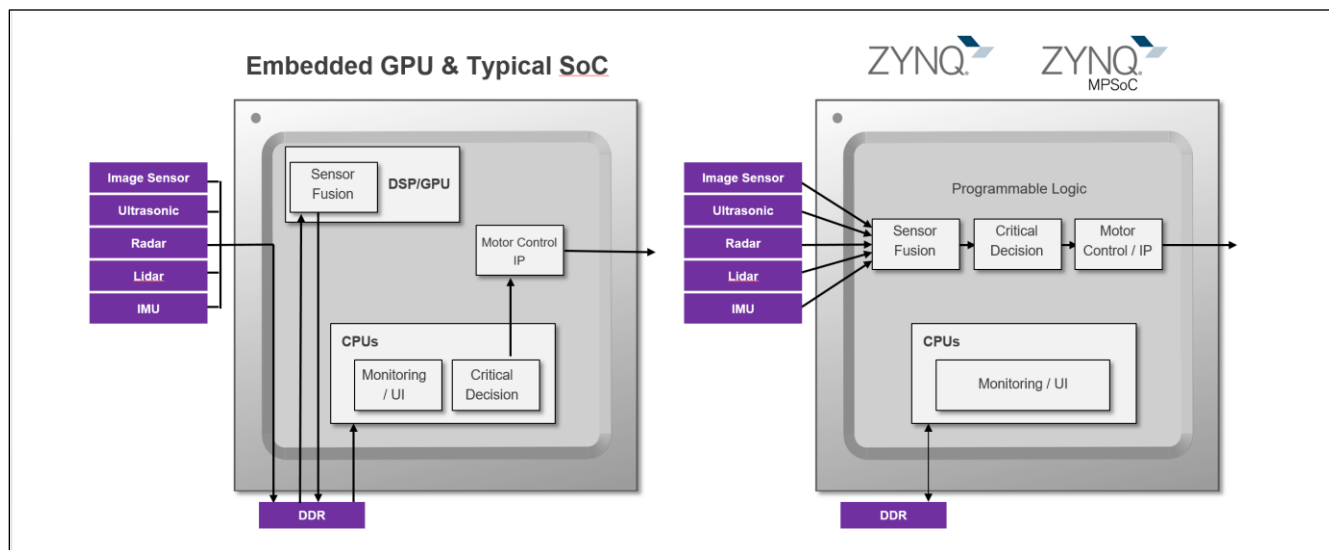 Embedded GPU & Typical SoC
Image Sensor
Ultrasonic
Radar
Lidar
IMU
Sensor
Fusion
DSP/GPU
Motor Control
IP
CPUs
Monitoring
/ UI
Critical
Decision
DDR
ZYNQ®
ZYNQ®
MPSoC
Image Sensor
Ultrasonic
Radar
Lidar
IMU
Programmable Logic
Sensor
Fusion
Critical
Decision
Motor
Control / IP
CPUs
Monitoring / UI
DDR